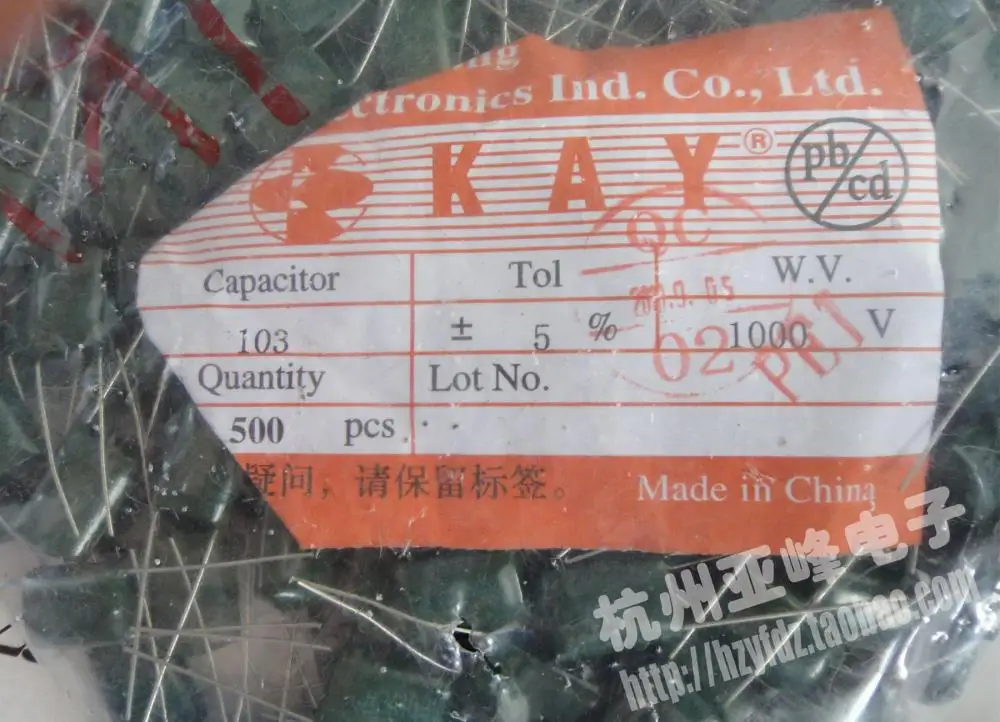 ng
ctronics Ind. Co., Ltd.
KAY®
pb/cd
Capacitor Tol W.V.
103 ± 5 % 1000 V
QC
02
Quantity Lot No.
500 pcs
疑问，请保留标签。 Made in China
杭州亚峰电子
http://hzyfdz.taobao.com